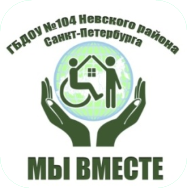 ГБДОУ №104 Невского района
Санкт-Петербурга
МЫ ВМЕСТЕ